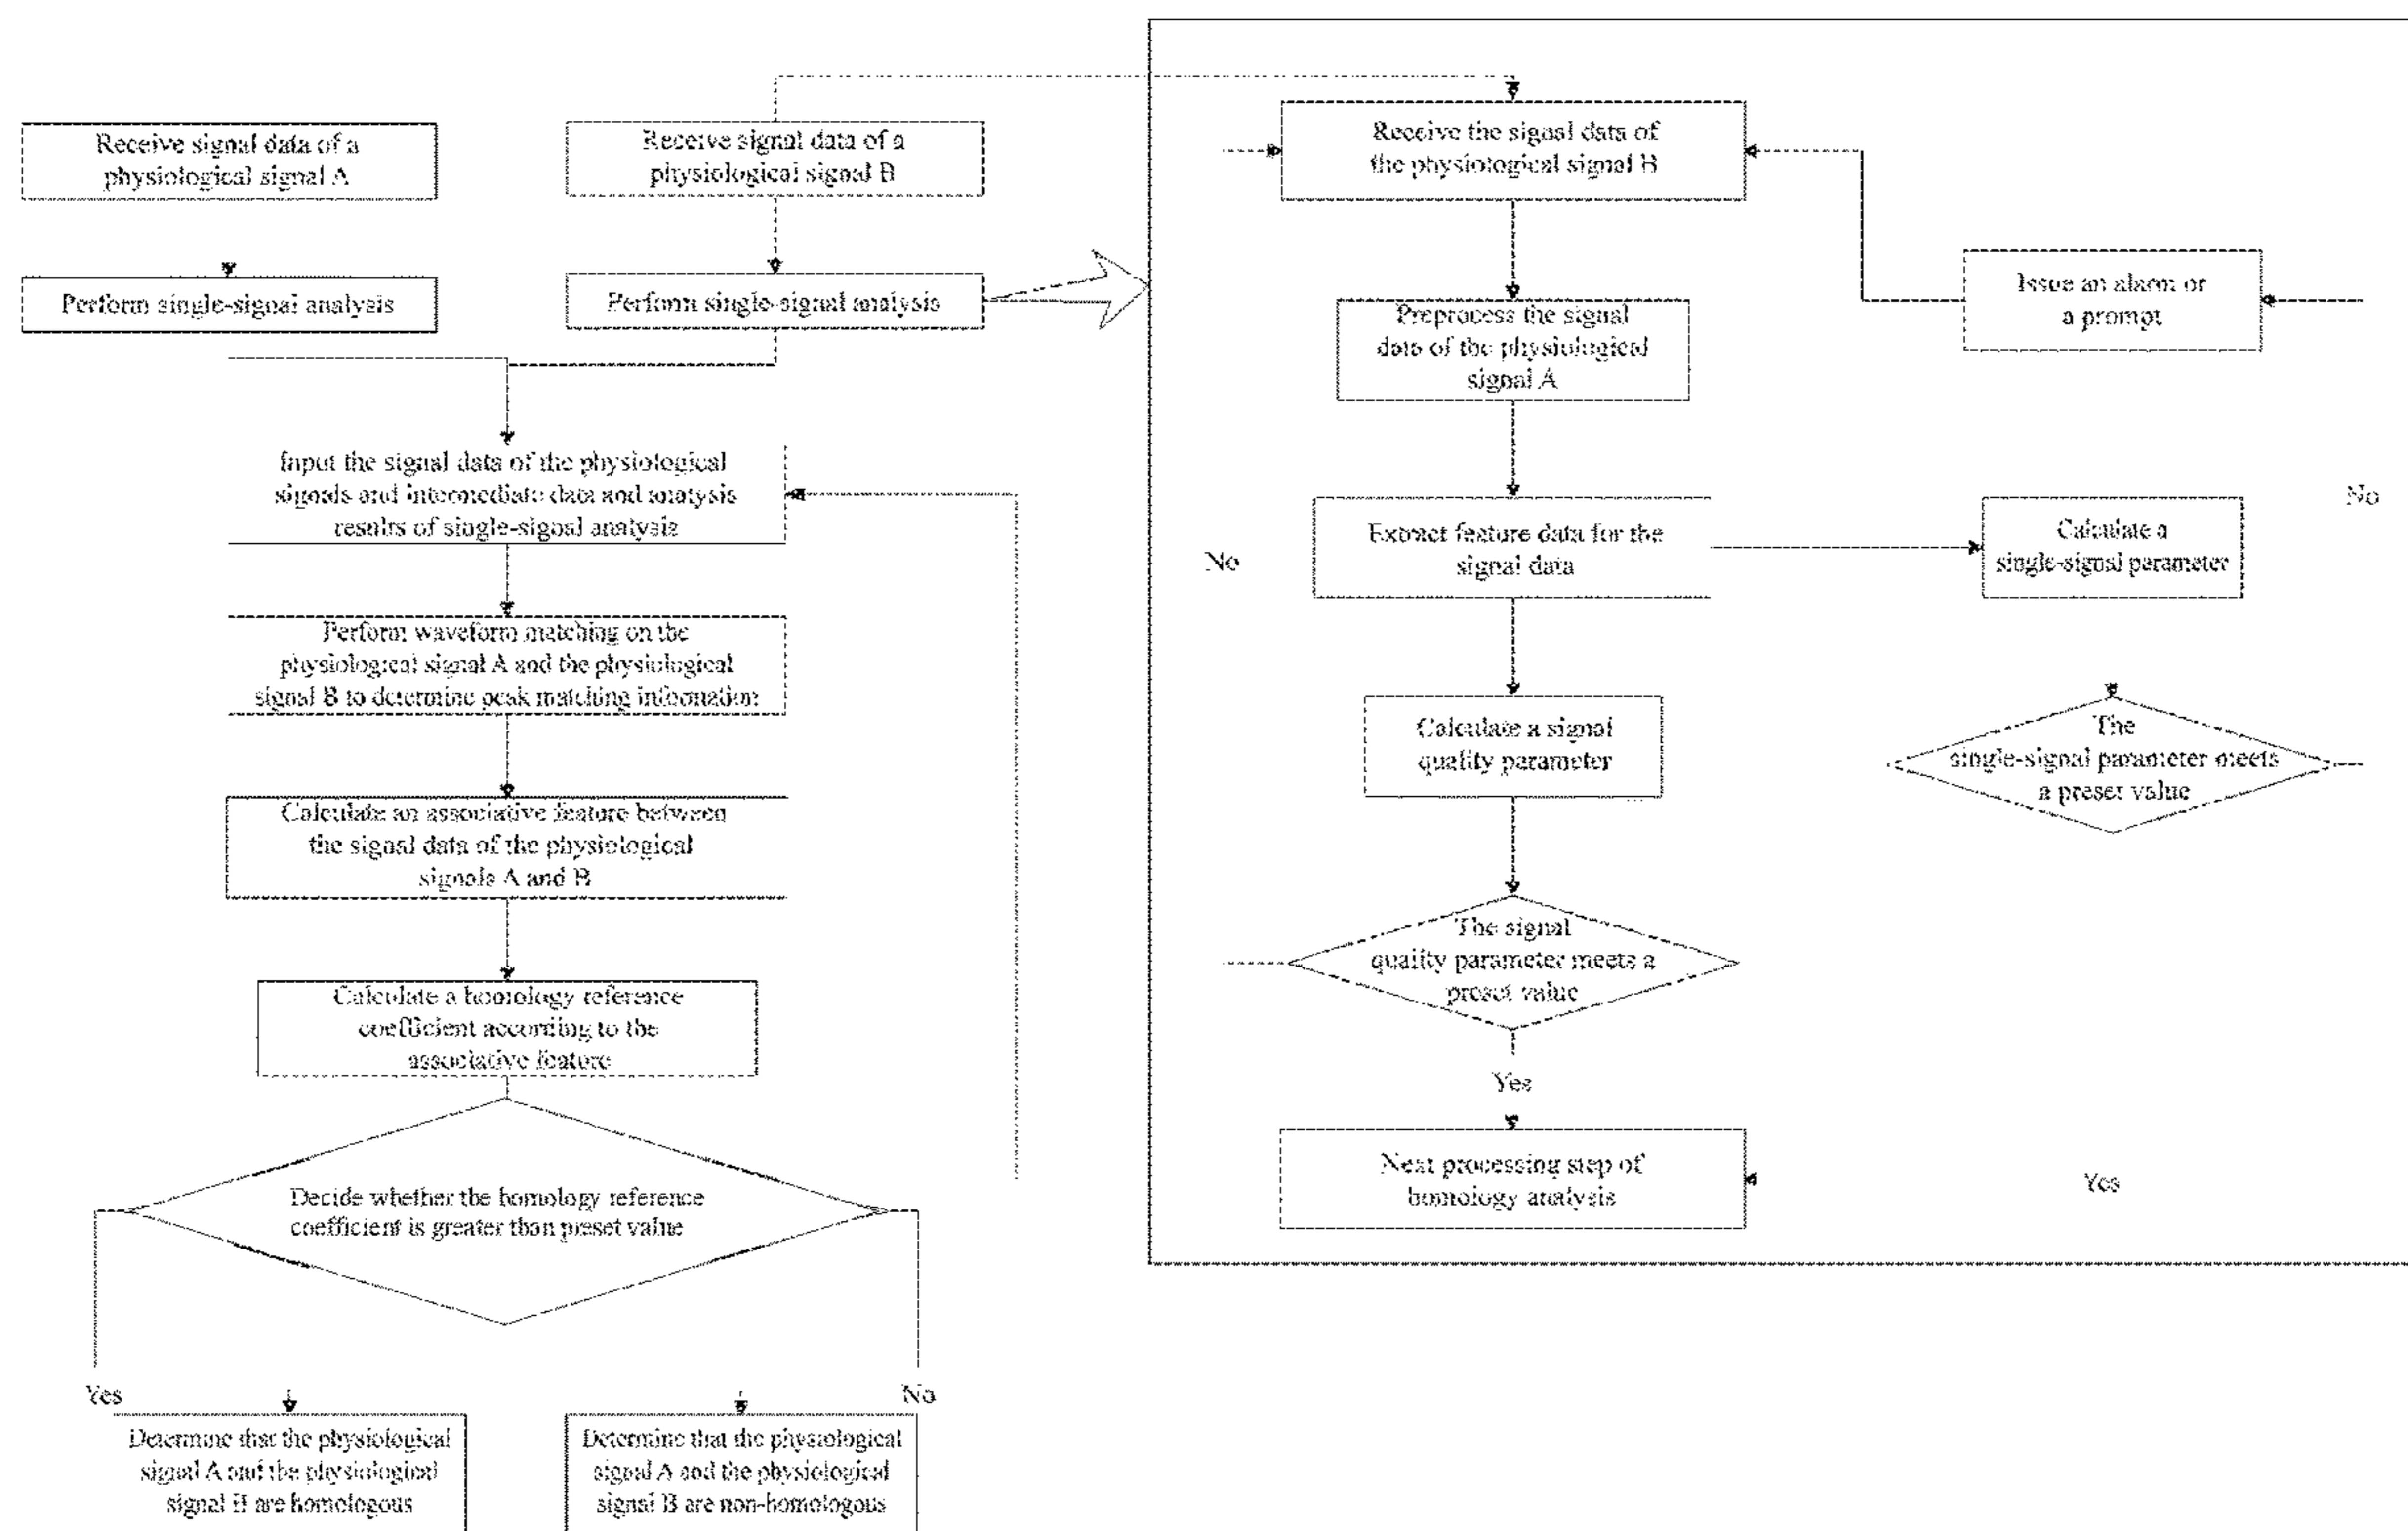 Receive signal data of a
physiological signal A
Receive signal data of a
physiological signal B
Perform single-signal analysis
Perform single-signal analysis
Input the signal data of the physiological
signals and intermediate data and analysis
results of single-signal analysis
Perform waveform matching on the
physiological signal A and the physiological
signal B to determine peak matching information
Calculate an associative feature between
the signal data of the physiological
signals A and B
Calculate a homology reference
coefficient according to the
associative feature
Decide whether the homology reference
coefficient is greater than preset value
Yes
No
Determine that the physiological
signal A and the physiological
signal B are homologous
Determine that the physiological
signal A and the physiological
signal B are non-homologous
Receive the signal data of
the physiological signal B
Issue an alarm or
a prompt
Preprocess the signal
data of the physiological
signal A
No
Extract feature data for the
signal data
Calculate a
single-signal parameter
No
Calculate a signal
quality parameter
The
single-signal parameter meets
a preset value
The signal
quality parameter meets a
preset value
Yes
Next processing step of
homology analysis
Yes